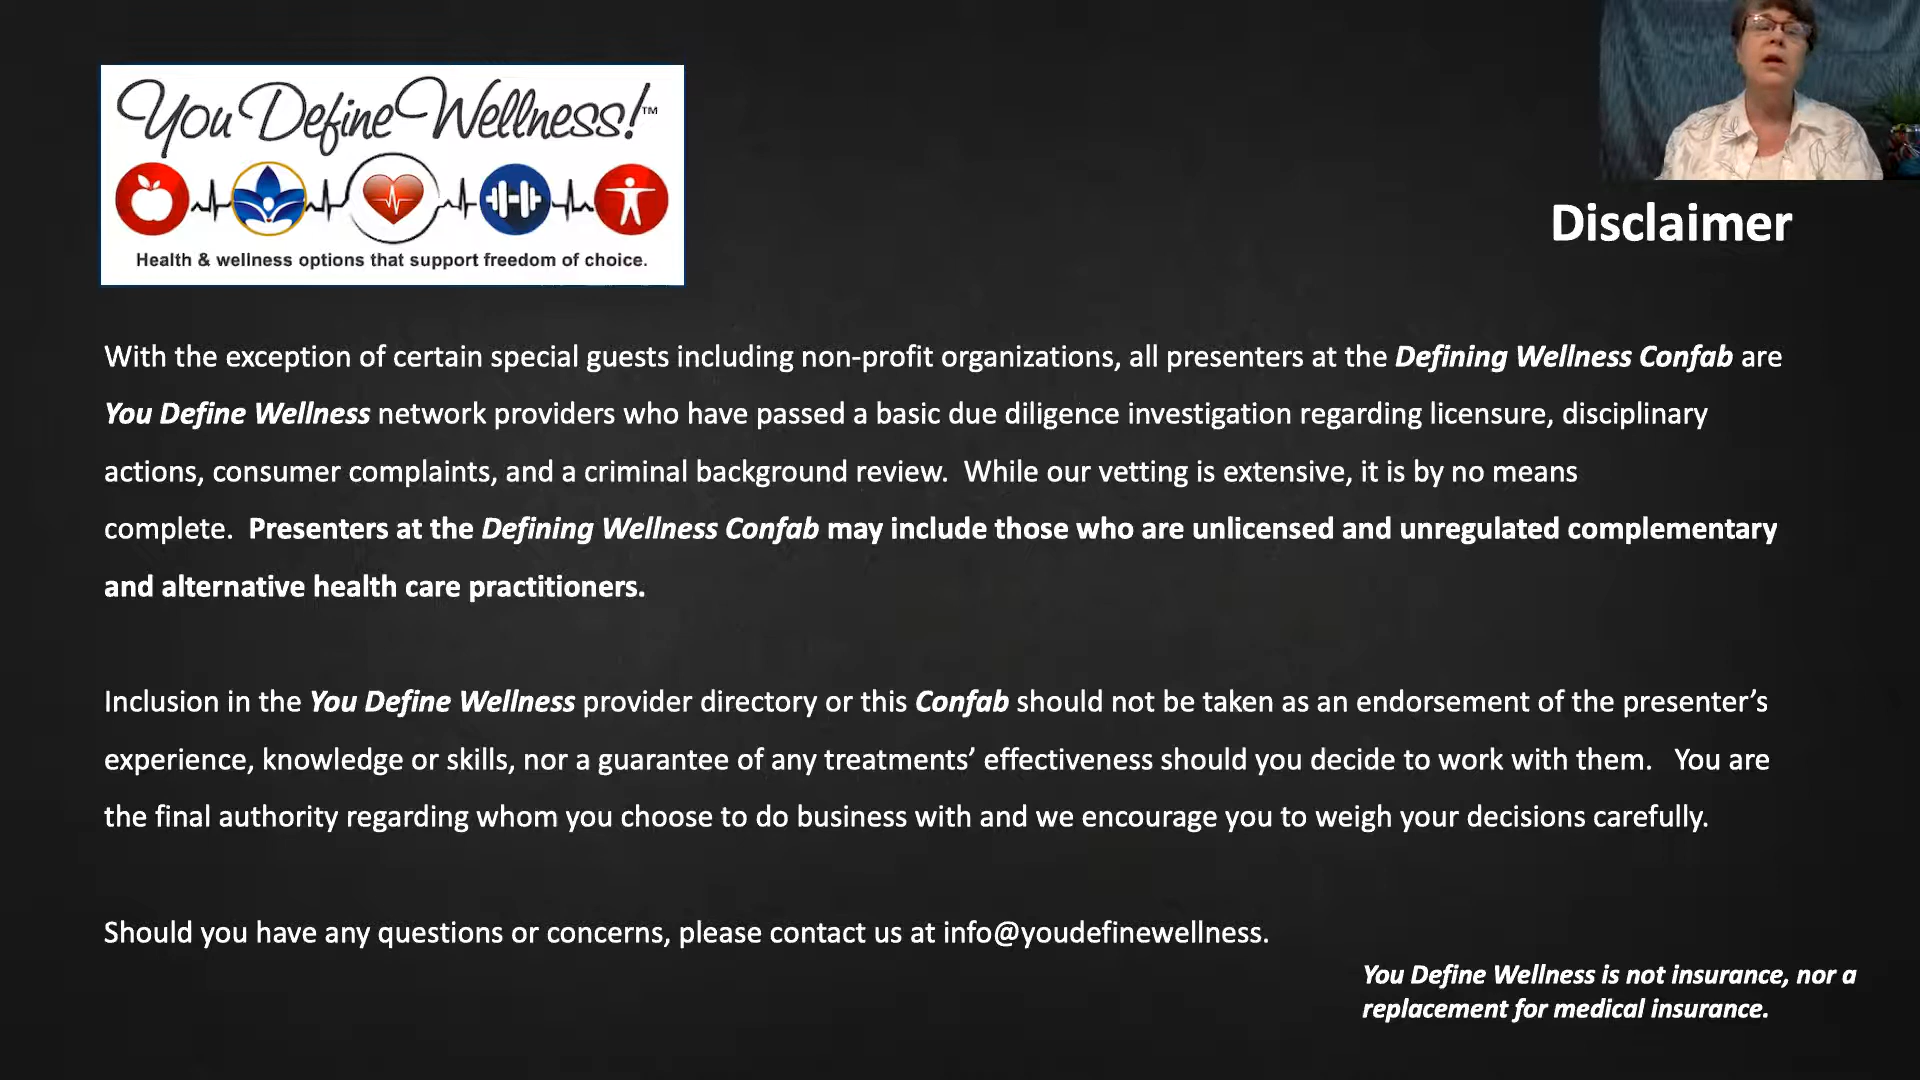 You Define Wellness!™
Health & wellness options that support freedom of choice.
Disclaimer
With the exception of certain special guests including non-profit organizations, all presenters at the Defining Wellness Confab are
You Define Wellness network providers who have passed a basic due diligence investigation regarding licensure, disciplinary
actions, consumer complaints, and a criminal background review.  While our vetting is extensive, it is by no means
complete.  Presenters at the Defining Wellness Confab may include those who are unlicensed and unregulated complementary
and alternative health care practitioners.
Inclusion in the You Define Wellness provider directory or this Confab should not be taken as an endorsement of the presenter’s
experience, knowledge or skills, nor a guarantee of any treatments’ effectiveness should you decide to work with them.   You are
the final authority regarding whom you choose to do business with and we encourage you to weigh your decisions carefully.
Should you have any questions or concerns, please contact us at info@youdefinewellness.
You Define Wellness is not insurance, nor a
replacement for medical insurance.